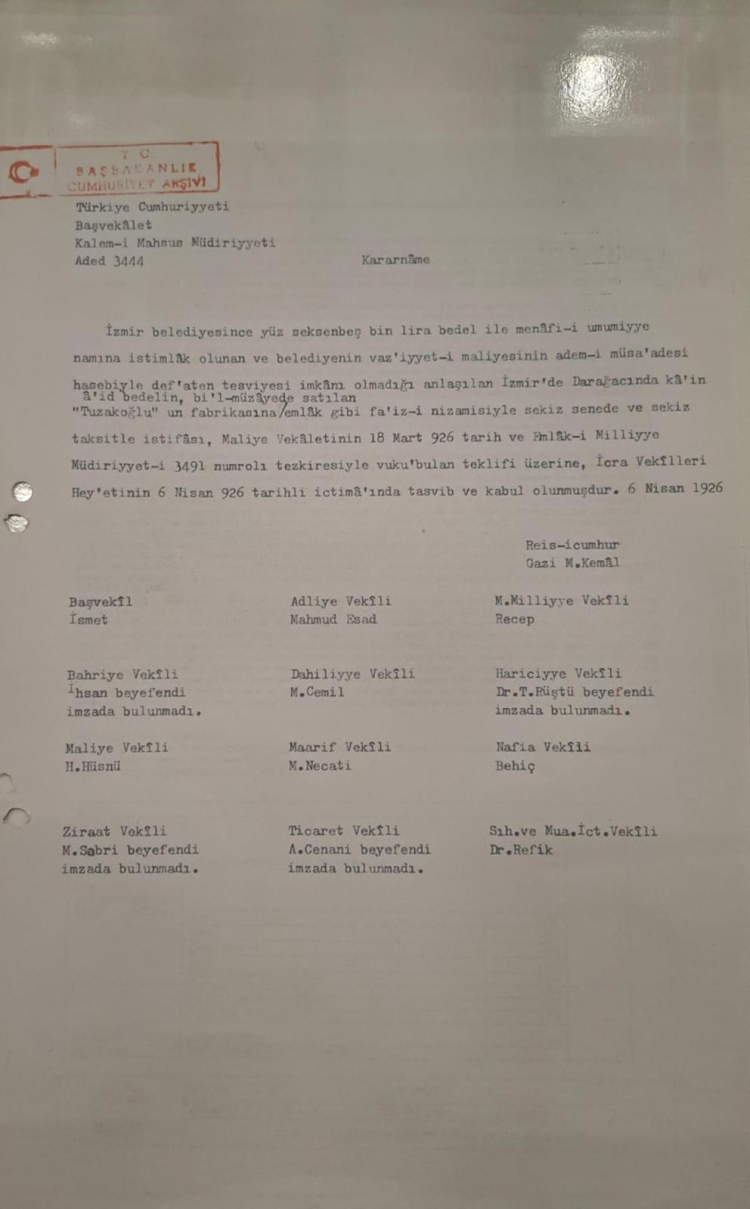 T C.
BAŞBAKANLIK
CUMHURİYET ARŞİVİ
Türkiye Cumhuriyyeti
Başvekâlet
Kalem-i Mahsus Müdiriyyeti
Aded 3444
Kararnâme
İzmir belediyesince yüz seksenbeş bin lira bedel ile menâfi-i umumiyye
namına istimlâk olunan ve belediyenin vaz'iyyet-i maliyesinin adem-i müsa'adesi
hasebiyle def'aten tesviyesi imkânı olmadığı anlaşılan İzmir'de Darağacında kâ'in
â'id bedelin, bi'l-müzâyede satılan
"Tuzakoğlu" un fabrikasına/emlâk gibi fa'iz-i nizamisiyle sekiz senede ve sekiz
taksitle istifâsı, Maliye Vekâletinin 18 Mart 926 tarih ve Emlâk-i Milliyye
Müdiriyyet-i 3491 numrolı tezkiresiyle vuku'bulan teklifi üzerine, İcra Vekîlleri
Hey'etinin 6 Nisan 926 tarihli ictimâ'ında tasvib ve kabul olunmuşdur. 6 Nisan 1926
Reis-icumhur
Gazi M.Kemâl
Başvekîl
İsmet
Adliye Vekîli
Mahmud Esad
M.Milliyye Vekîli
Recep
Bahriye Vekîli
İhsan beyefendi
imzada bulunmadı.
Dahiliyye Vekîli
M.Cemil
Hariciyye Vekîli
Dr.T.Rüştü beyefendi
imzada bulunmadı.
Maliye Vekîli
H.Hüsnü
Maarif Vekîli
M.Necati
Nafia Vekîli
Behiç
Ziraat Vekîli
M.Sabri beyefendi
imzada bulunmadı.
Ticaret Vekîli
A.Cenani beyefendi
imzada bulunmadı.
Sıh.ve Mua.İct.Vekîli
Dr.Refik